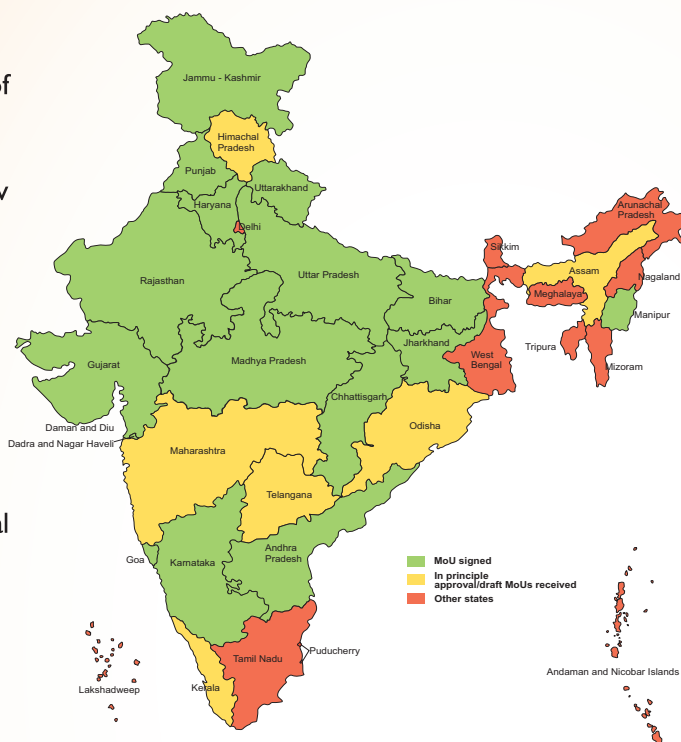 of
Jammu - Kashmir
Himachal
Pradesh
Punjab
Uttarakhand
Haryana
Delhi
Arunachal
Pradesh
Sikkim
Assam
Nagaland
Rajasthan
Uttar Pradesh
Meghalaya
Bihar
Manipur
Jharkhand
Tripura
Gujarat
Madhya Pradesh
West
Bengal
Mizoram
Chhattisgarh
Daman and Diu
Dadra and Nagar Haveli
Odisha
Maharashtra
Telangana
al
Goa
Karnataka
Andhra
Pradesh
MoU signed
In principle
approval/draft MoUs received
Other states
Puducherry
Tamil Nadu
Kerala
Lakshadweep
Andaman and Nicobar Islands